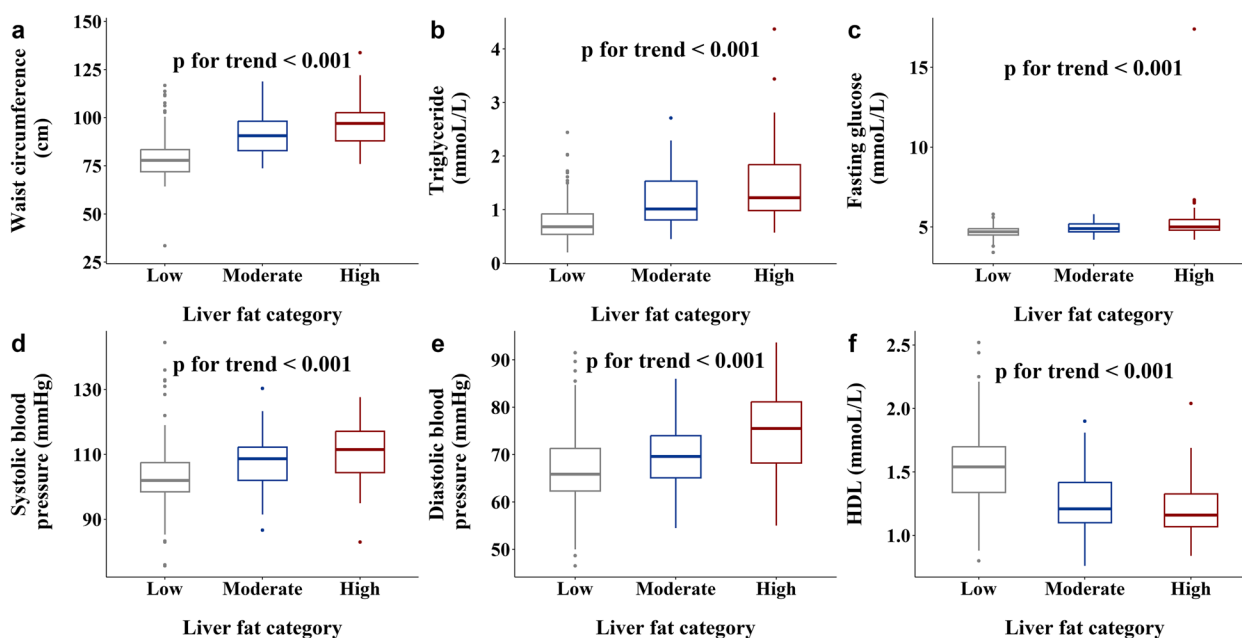 a
Waist circumference
(cm)
150
125
100
75
50
25
p for trend < 0.001
Low Moderate High
Liver fat category
b
Triglyceride
(mmoL/L)
4
3
2
1
0
p for trend < 0.001
Low Moderate High
Liver fat category
c
Fasting glucose
(mmoL/L)
15
10
5
p for trend < 0.001
Low Moderate High
Liver fat category
d
Systolic blood
pressure (mmHg)
130
110
90
p for trend < 0.001
Low Moderate High
Liver fat category
e
Diastolic blood
pressure (mmHg)
90
80
70
60
50
p for trend < 0.001
Low Moderate High
Liver fat category
f
HDL (mmoL/L)
2.5
2.0
1.5
1.0
p for trend < 0.001
Low Moderate High
Liver fat category